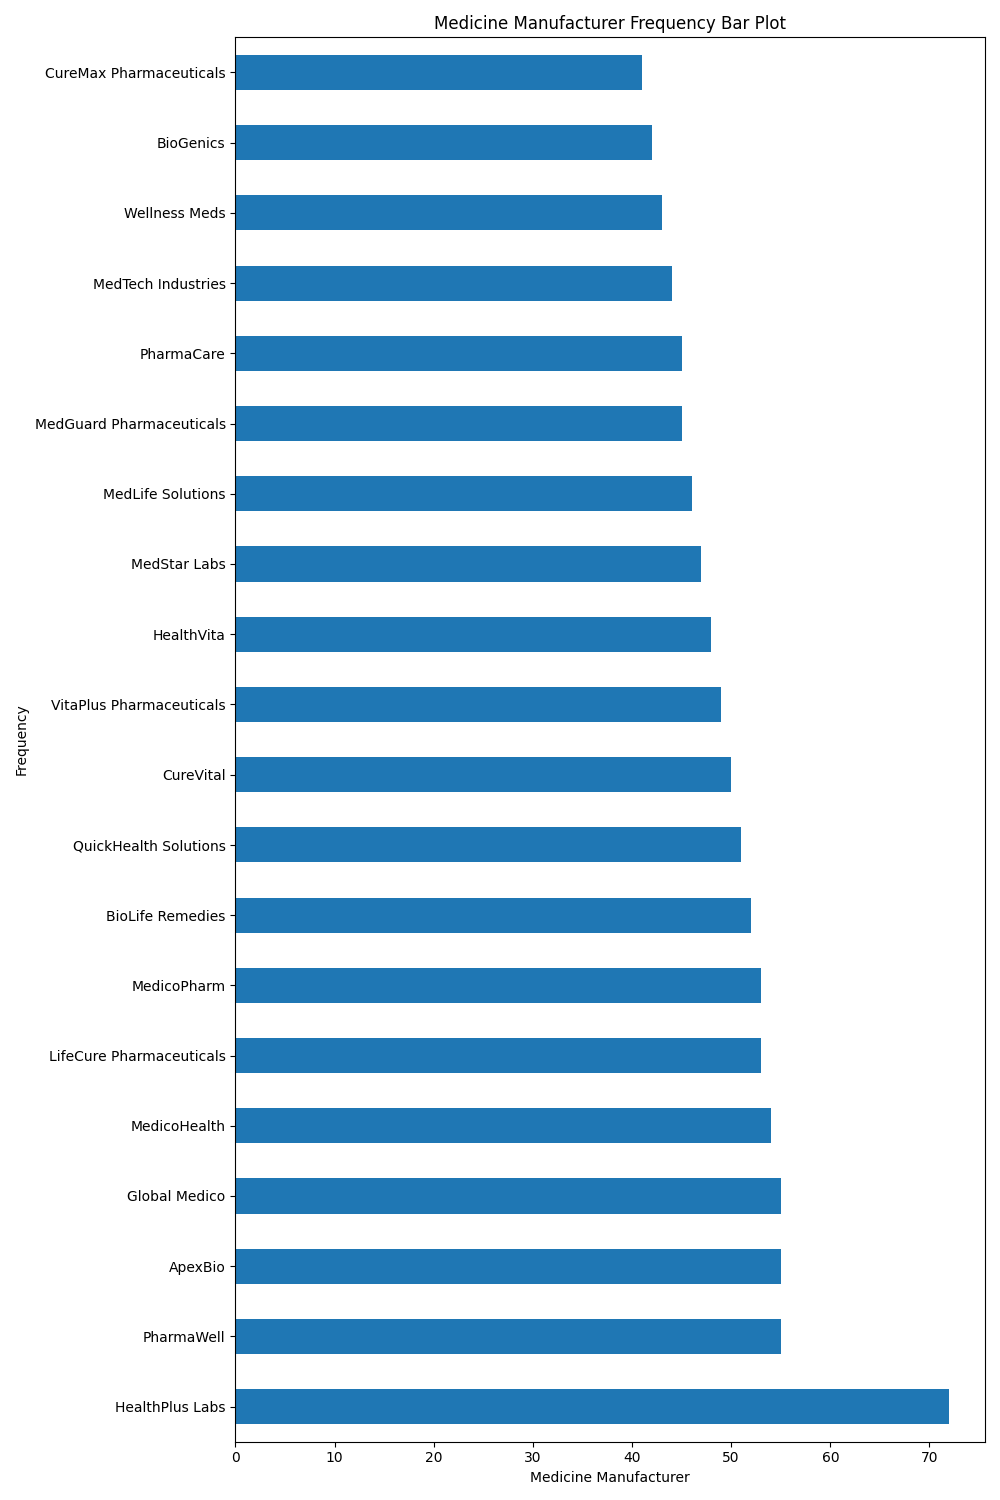 Medicine Manufacturer Frequency Bar Plot
CureMax Pharmaceuticals
BioGenics
Wellness Meds
MedTech Industries
PharmaCare
MedGuard Pharmaceuticals
MedLife Solutions
MedStar Labs
HealthVita
VitaPlus Pharmaceuticals
CureVital
QuickHealth Solutions
BioLife Remedies
MedicoPharm
LifeCure Pharmaceuticals
MedicoHealth
Global Medico
ApexBio
PharmaWell
HealthPlus Labs
Frequency
0 10 20 30 40 50 60 70
Medicine Manufacturer